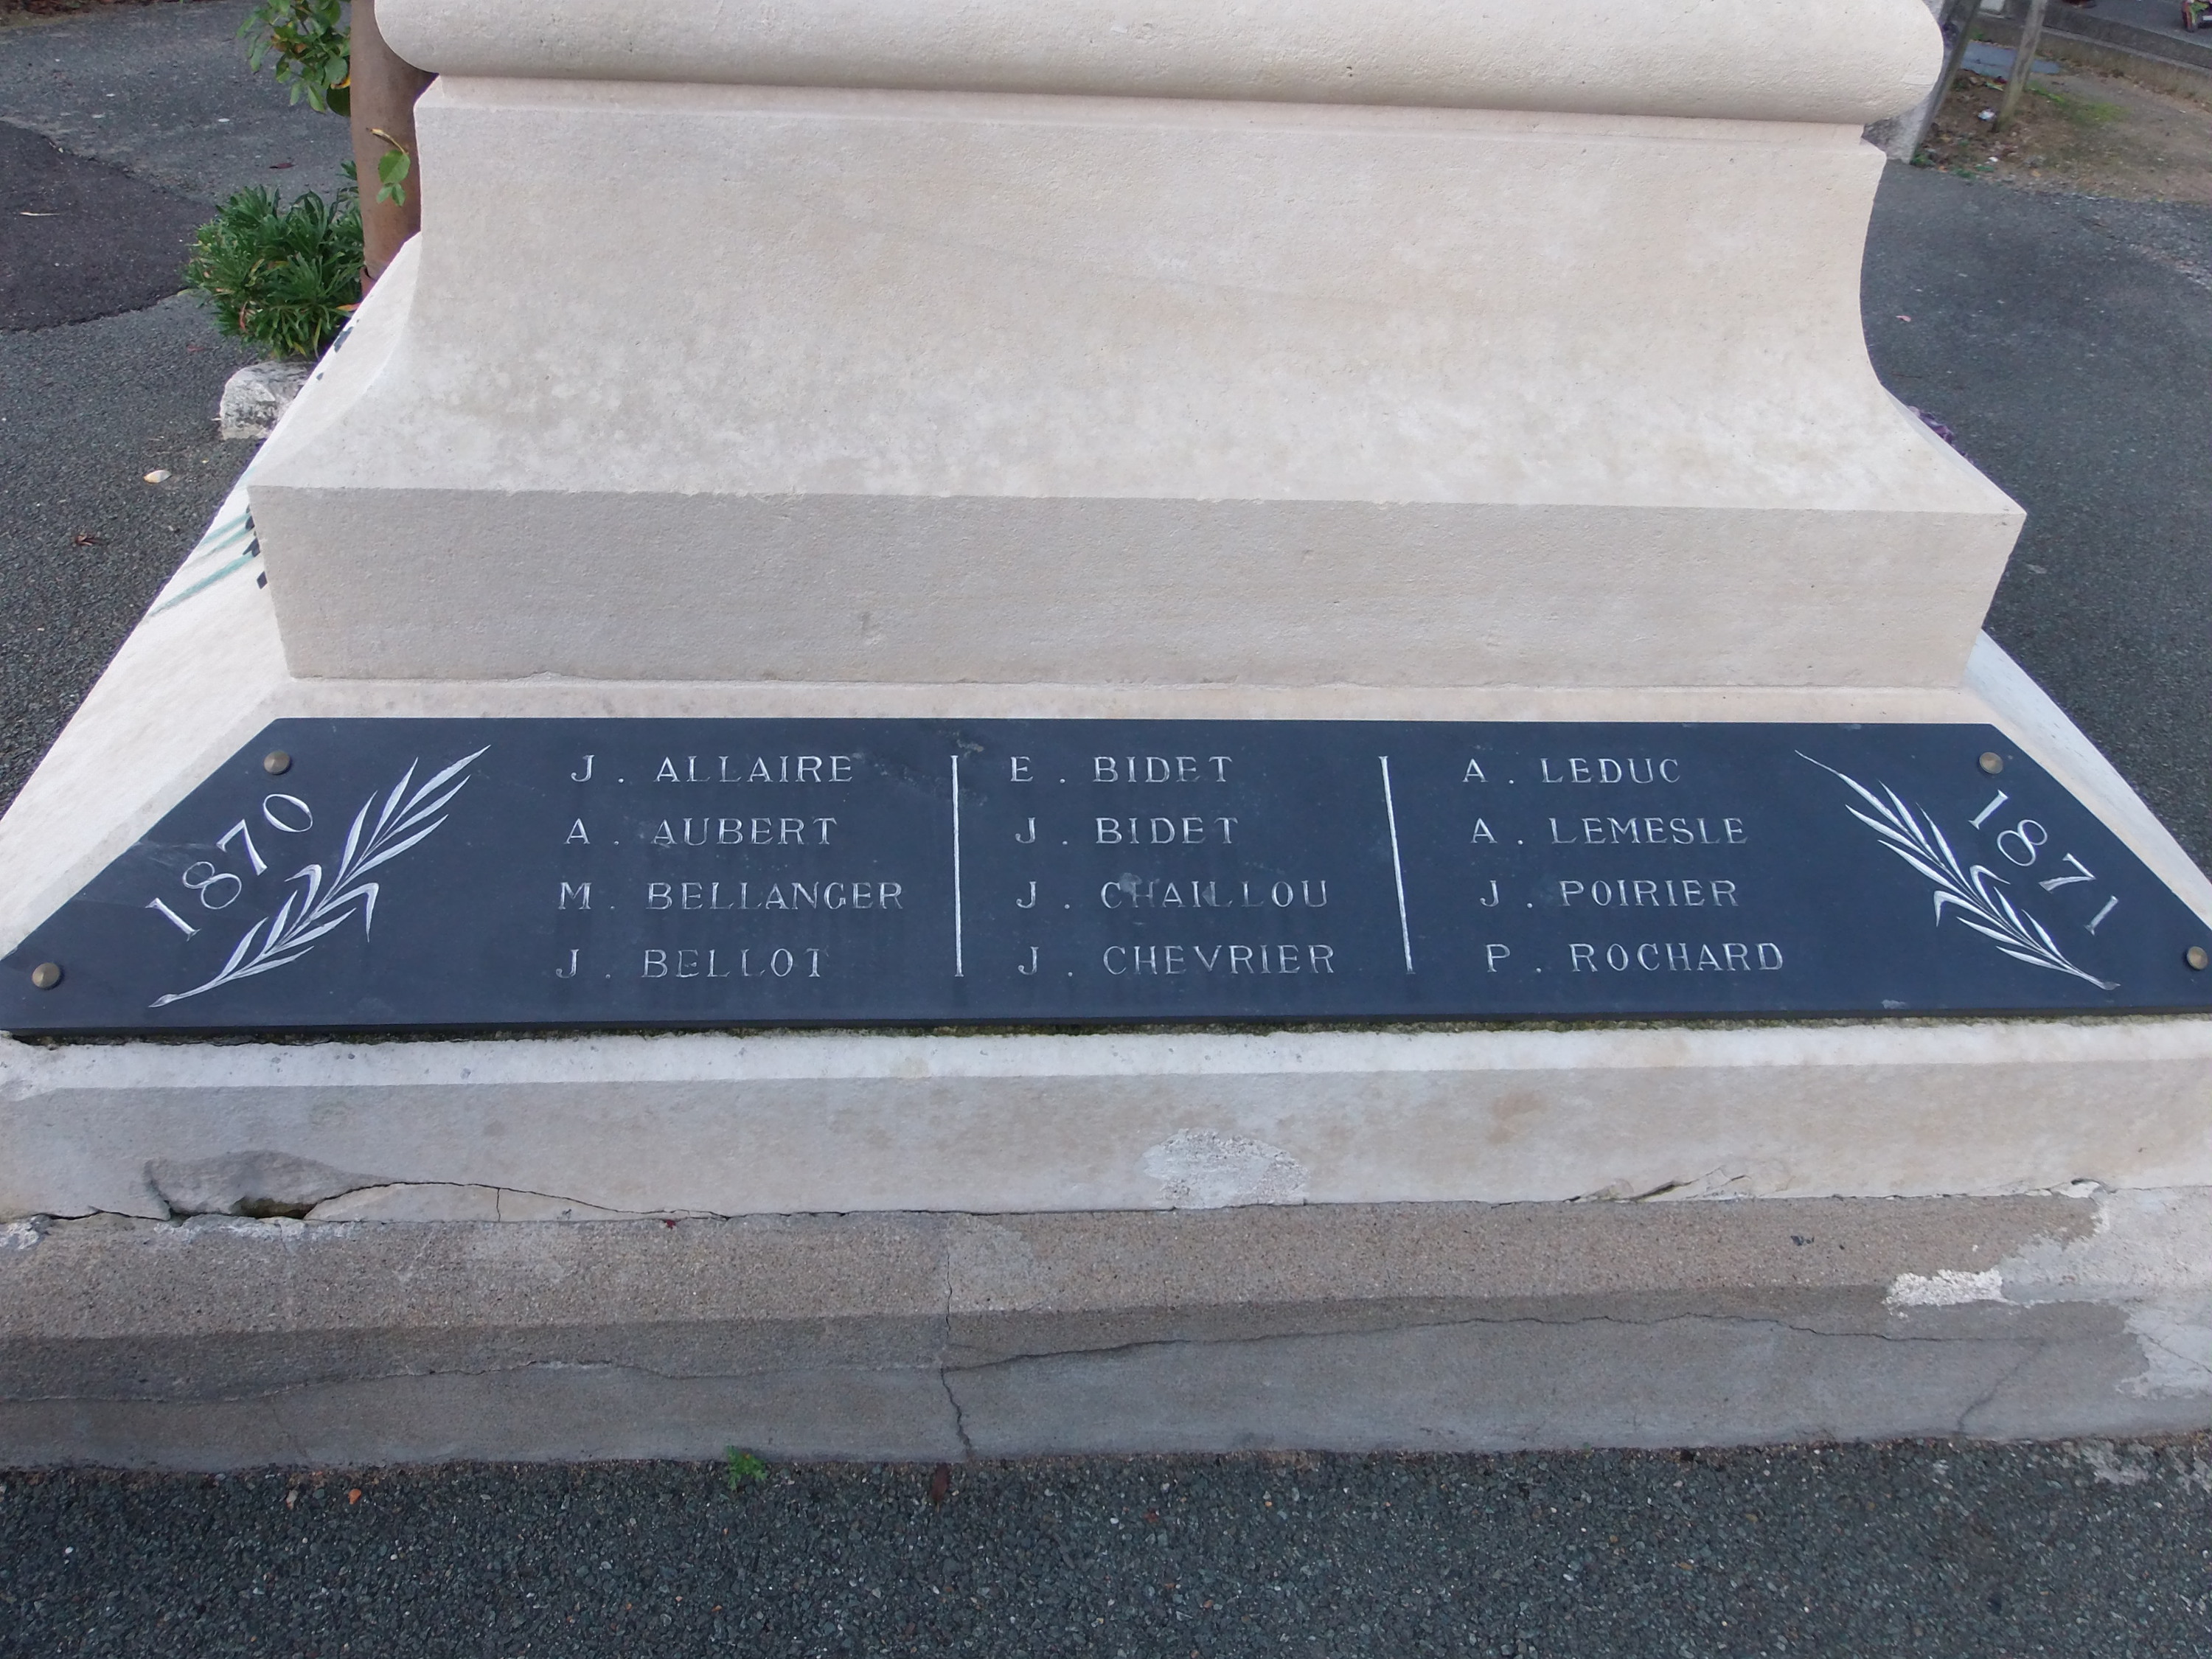 1870
J. ALLAIRE
A. AUBERT
M. BELLANGER
J. BELLOT
E. BIDET
J. BIDET
J. CHAILLOU
J. CHEVRIER
A. LEDUC
A. LEMESLE
J. POIRIER
P. ROCHARD
1871